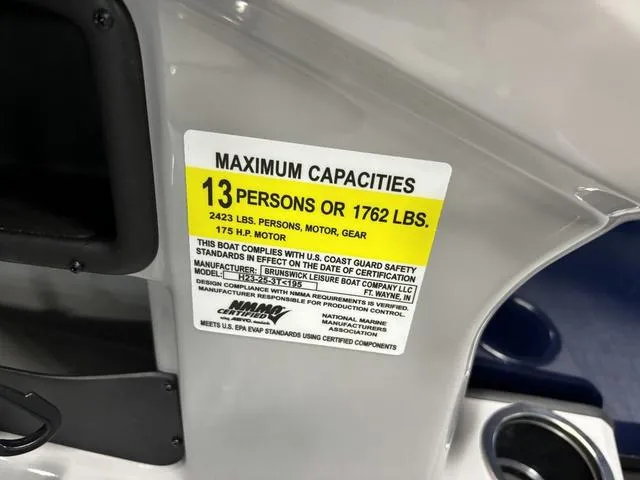 MAXIMUM CAPACITIES
13 PERSONS OR 1762 LBS.
2423 LBS. PERSONS, MOTOR, GEAR
175 H.P. MOTOR
THIS BOAT COMPLIES WITH U.S. COAST GUARD SAFETY
STANDARDS IN EFFECT ON THE DATE OF CERTIFICATION
MANUFACTURER: BRUNSWICK LEISURE BOAT COMPANY LLC
FT. WAYNE, IN
MODEL: H23-25-3T<195
DESIGN COMPLIANCE WITH NMMA REQUIREMENTS IS VERIFIED.
MANUFACTURER RESPONSIBLE FOR PRODUCTION CONTROL.
NMMA
CERTIFIED
NATIONAL MARINE
MANUFACTURERS
ASSOCIATION
MEETS U.S. EPA EVAP STANDARDS USING CERTIFIED COMPONENTS